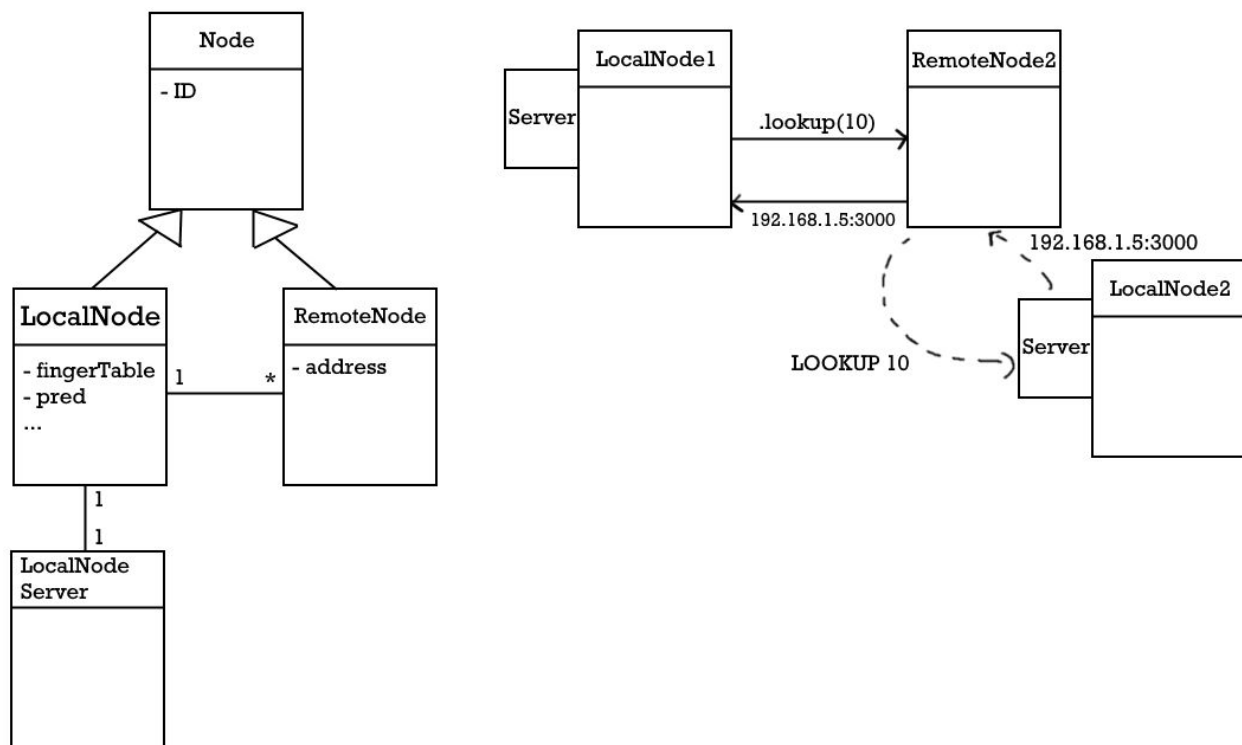 Node
- ID
LocalNode
- fingerTable
- pred
...
1
*
RemoteNode
- address
1
1
LocalNode
Server
LocalNode1
Server
.lookup(10)
192.168.1.5:3000
RemoteNode2
192.168.1.5:3000
LOOKUP 10
LocalNode2
Server